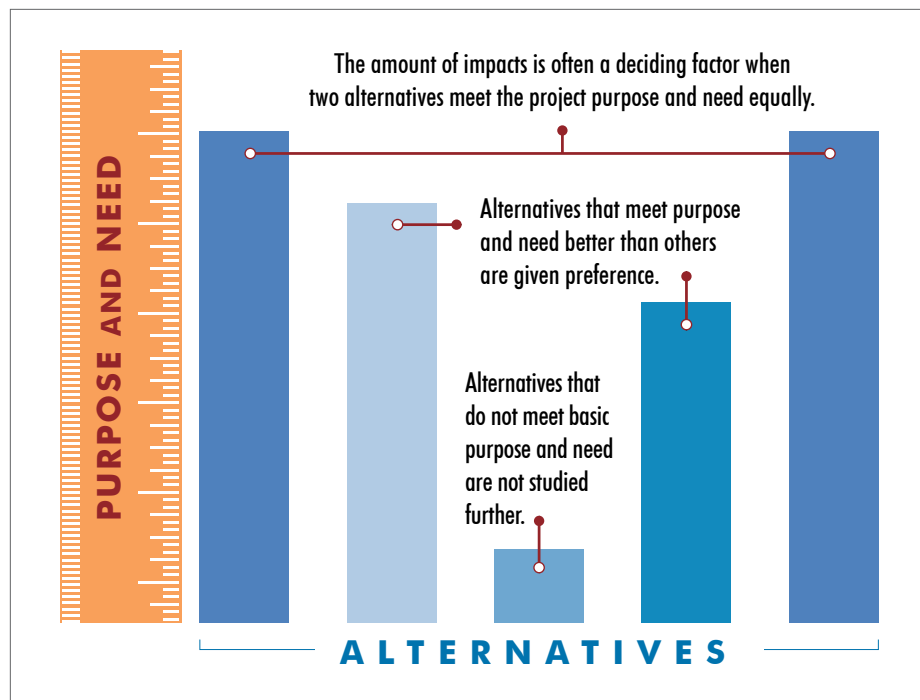 The amount of impacts is often a deciding factor when
two alternatives meet the project purpose and need equally.
PURPOSE AND NEED
Alternatives that meet purpose
and need better than others
are given preference.
Alternatives that
do not meet basic
purpose and need
are not studied
further.
ALTERNATIVES